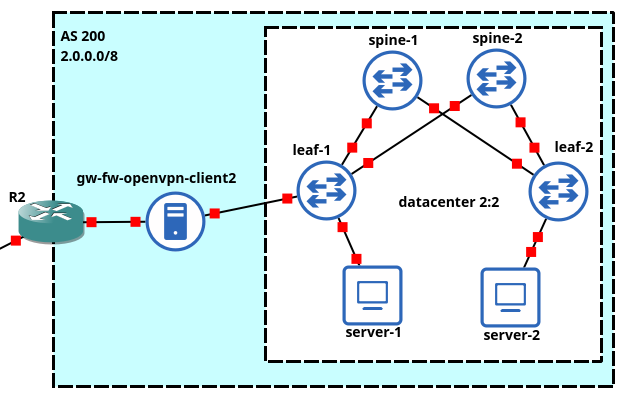 AS 200
2.0.0.0/8
spine-1
spine-2
leaf-1
leaf-2
gw-fw-openvpn-client2
R2
datacenter 2:2
server-1
server-2